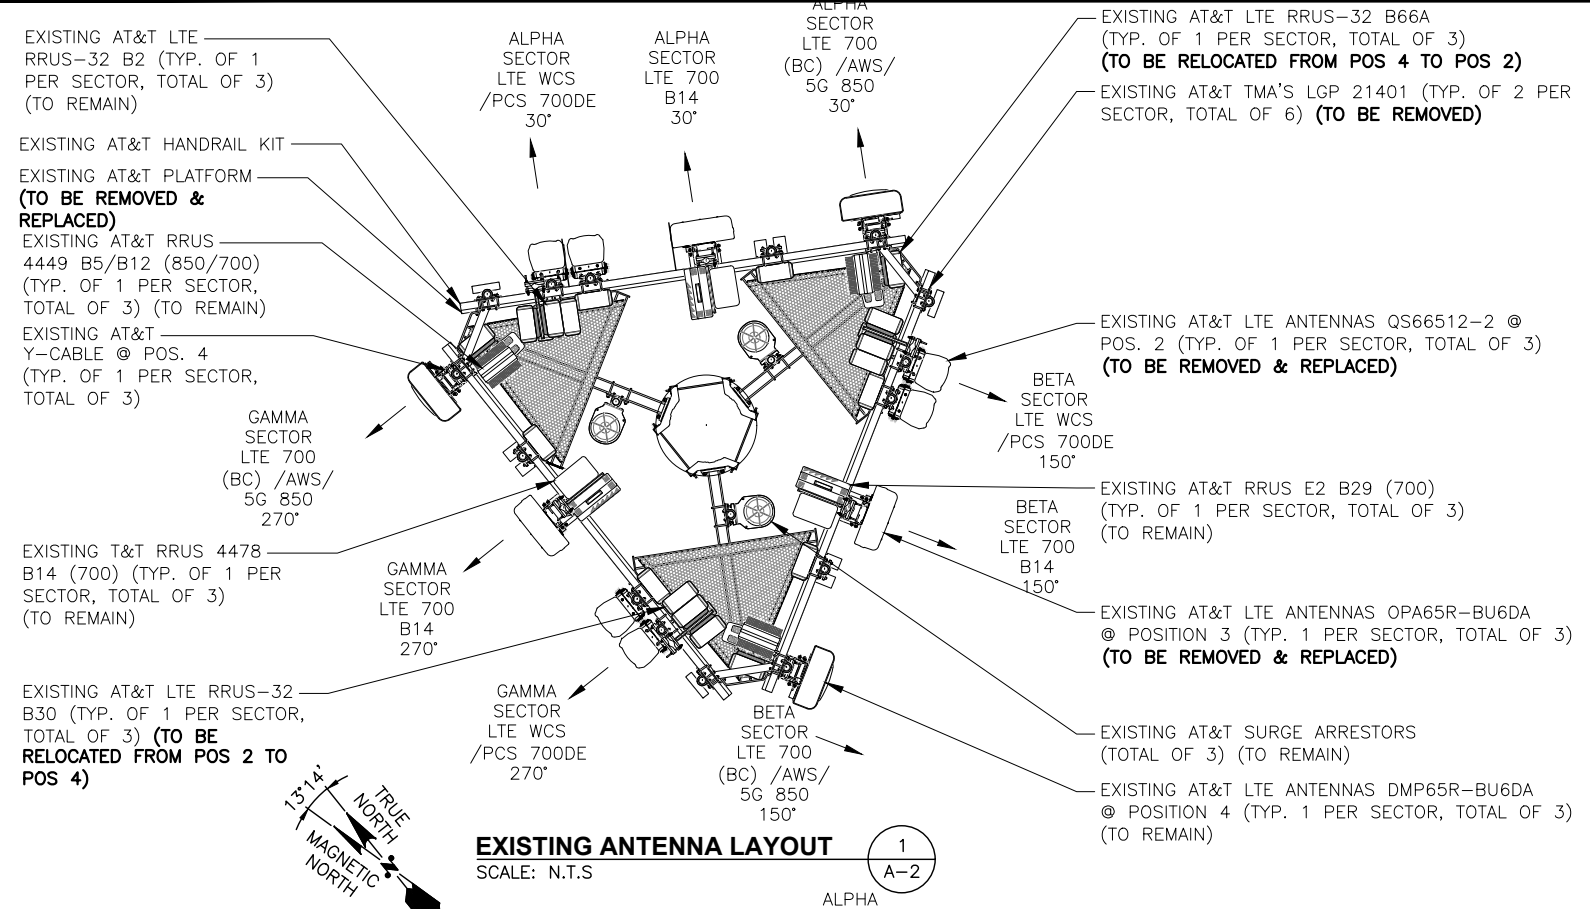 EXISTING AT&T LTE
RRUS-32 B2 (TYP. OF 1
PER SECTOR, TOTAL OF 3)
(TO REMAIN)
EXISTING AT&T HANDRAIL KIT
EXISTING AT&T PLATFORM
(TO BE REMOVED &
REPLACED)
EXISTING AT&T RRUS
4449 B5/B12 (850/700)
(TYP. OF 1 PER SECTOR,
TOTAL OF 3) (TO REMAIN)
EXISTING AT&T
Y-CABLE @ POS. 4
(TYP. OF 1 PER SECTOR,
TOTAL OF 3)
EXISTING T&T RRUS 4478
B14 (700) (TYP. OF 1 PER
SECTOR, TOTAL OF 3)
(TO REMAIN)
EXISTING AT&T LTE RRUS-32
B30 (TYP. OF 1 PER SECTOR,
TOTAL OF 3) (TO BE
RELOCATED FROM POS 2 TO
POS 4)
ALPHA
SECTOR
LTE WCS
/PCS 700DE
30°
ALPHA
SECTOR
LTE 700
B14
30°
ALPHA
SECTOR
LTE 700
(BC) /AWS/
5G 850
30°
GAMMA
SECTOR
LTE 700
(BC) /AWS/
5G 850
270°
GAMMA
SECTOR
LTE 700
B14
270°
GAMMA
SECTOR
LTE WCS
/PCS 700DE
270°
BETA
SECTOR
LTE WCS
/PCS 700DE
150°
BETA
SECTOR
LTE 700
B14
150°
BETA
SECTOR
LTE 700
(BC) /AWS/
5G 850
150°
EXISTING AT&T LTE RRUS-32 B66A
(TYP. OF 1 PER SECTOR, TOTAL OF 3)
(TO BE RELOCATED FROM POS 4 TO POS 2)
EXISTING AT&T TMA'S LGP 21401 (TYP. OF 2 PER
SECTOR, TOTAL OF 6) (TO BE REMOVED)
EXISTING AT&T LTE ANTENNAS QS66512-2 @
POS. 2 (TYP. OF 1 PER SECTOR, TOTAL OF 3)
(TO BE REMOVED & REPLACED)
EXISTING AT&T RRUS E2 B29 (700)
(TYP. OF 1 PER SECTOR, TOTAL OF 3)
(TO REMAIN)
EXISTING AT&T LTE ANTENNAS OPA65R-BU6DA
@ POSITION 3 (TYP. 1 PER SECTOR, TOTAL OF 3)
(TO BE REMOVED & REPLACED)
EXISTING AT&T SURGE ARRESTORS
(TOTAL OF 3) (TO REMAIN)
EXISTING AT&T LTE ANTENNAS DMP65R-BU6DA
@ POSITION 4 (TYP. 1 PER SECTOR, TOTAL OF 3)
(TO REMAIN)
13°14'
TRUE
NORTH
MAGNETIC
NORTH
N
EXISTING ANTENNA LAYOUT
SCALE: N.T.S
1
A-2
ALPHA